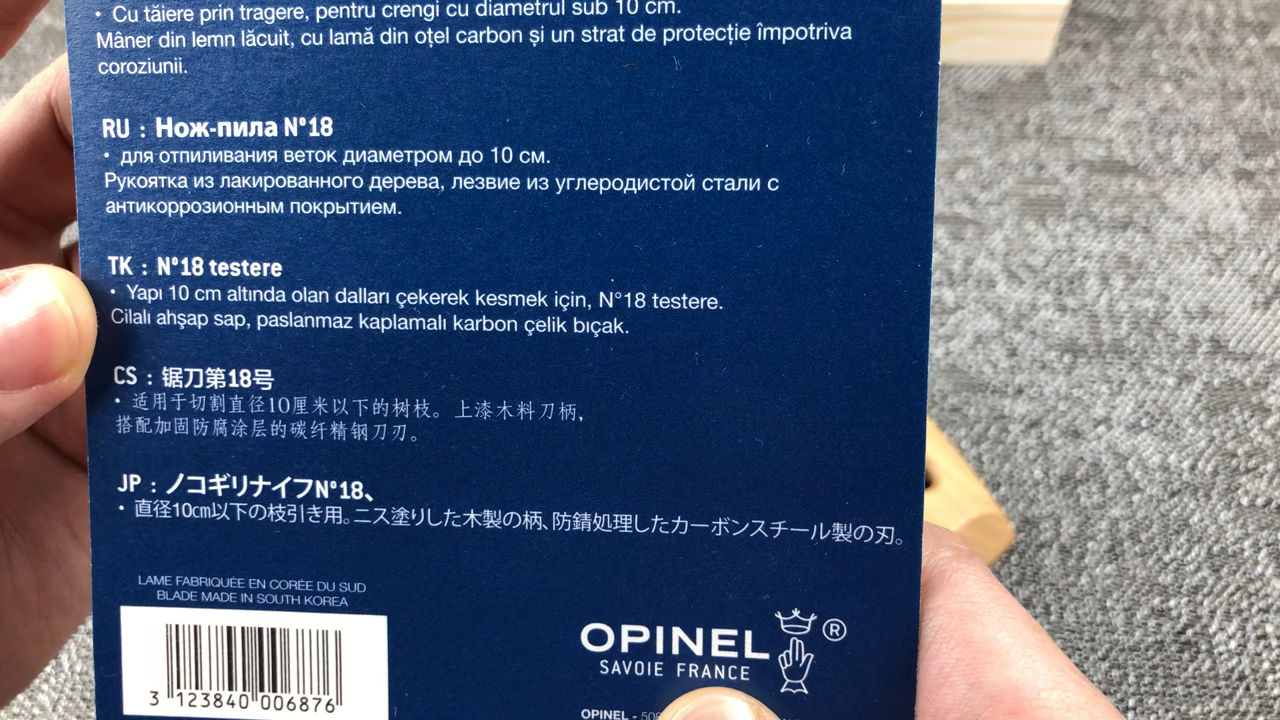 • Cu tăiere prin tragere, pentru crengi cu diametrul sub 10 cm.
Mâner din lemn lăcuit, cu lamă din oțel carbon și un strat de protecție împotriva
coroziunii.
RU : Нож-пила N°18
• для отпиливания веток диаметром до 10 см.
Рукоятка из лакированного дерева, лезвие из углеродистой стали с
антикоррозионным покрытием.
TK : N°18 testere
• Yapı 10 cm altında olan dalları çekerek kesmek için, N°18 testere.
Cilalı ahşap sap, paslanmaz kaplamalı karbon çelik bıçak.
CS : 锯刀第18号
• 适用于切割直径10厘米以下的树枝。上漆木料刀柄,
搭配加固防腐涂层的碳纤精钢刀刃。
JP : ノコギリナイフN°18、
• 直径10㎝以下の枝引き用。ニス塗りした木製の柄、防錆処理したカーボンスチール製の刃。
LAME FABRIQUÉE EN CORÉE DU SUD
BLADE MADE IN SOUTH KOREA
3 123840 006876
OPINEL ®
SAVOIE FRANCE
OPINEL -